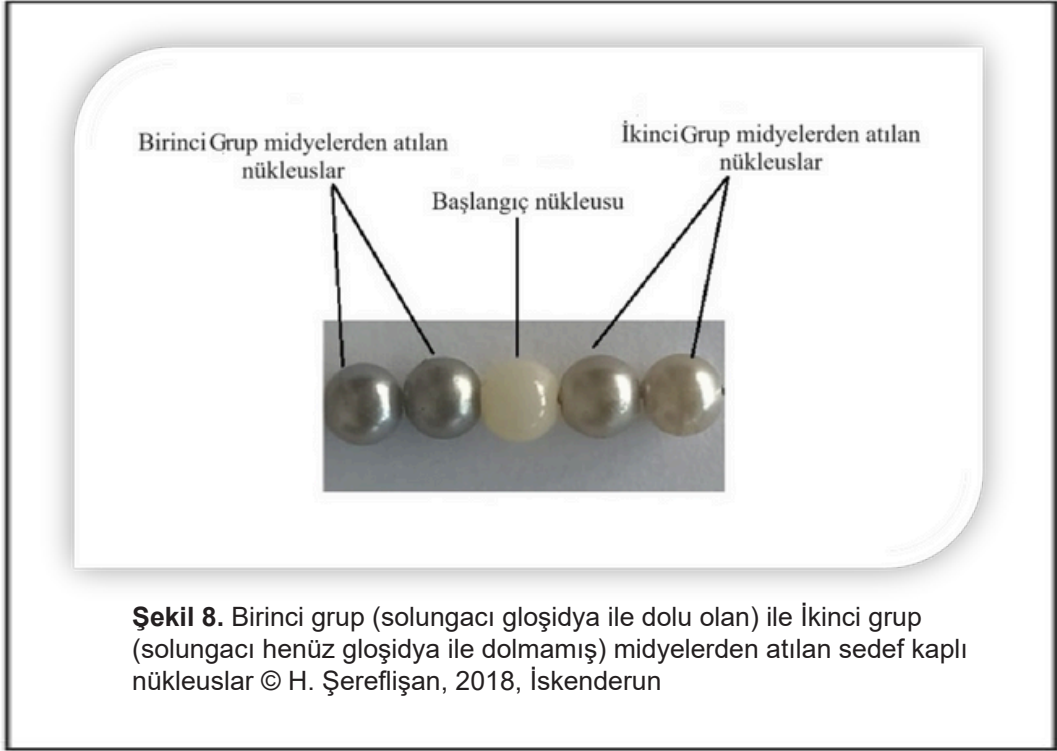 Birinci Grup midyelerden atılan
nükleuslar
İkinci Grup midyelerden atılan
nükleuslar
Başlangıç nükleusu
Şekil 8. Birinci grup (solungacı gloşidya ile dolu olan) ile İkinci grup
(solungacı henüz gloşidya ile dolmamış) midyelerden atılan sedef kaplı
nükleuslar © H. Şereflişan, 2018, İskenderun